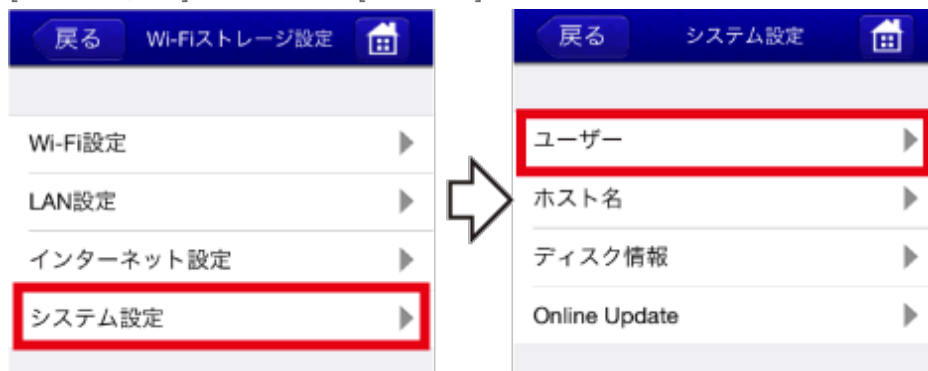 戻る Wi-Fiストレージ設定
Wi-Fi設定
LAN設定
インターネット設定
システム設定
戻る システム設定
ユーザー
ホスト名
ディスク情報
Online Update